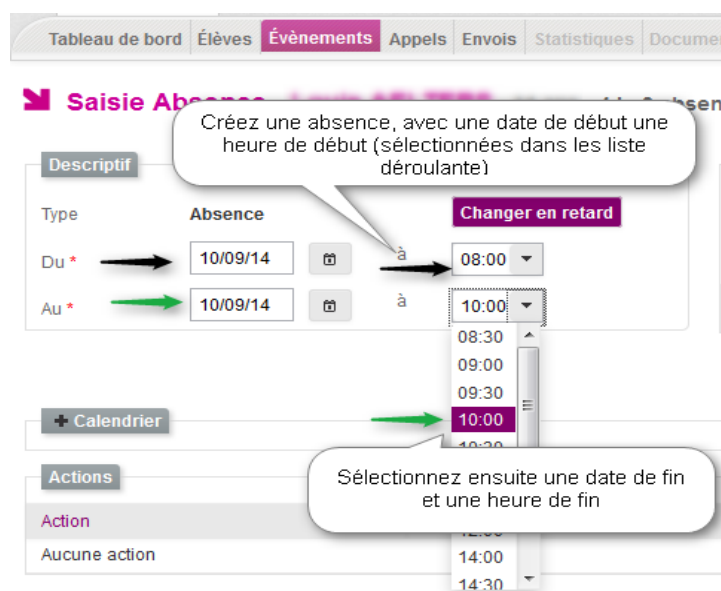 Tableau de bord Élèves Évènements Appels Envois Statistiques
Saisie
Créez une absence, avec une date de début une
heure de début (sélectionnées dans les liste
déroulante)
Descriptif
Type Absence Changer en retard
Du * 10/09/14 à 08:00
Au * 10/09/14 à 10:00
08:30
09:00
09:30
10:00
+ Calendrier
Actions
Sélectionnez ensuite une date de fin
et une heure de fin
Action
Aucune action
14:00
14:30